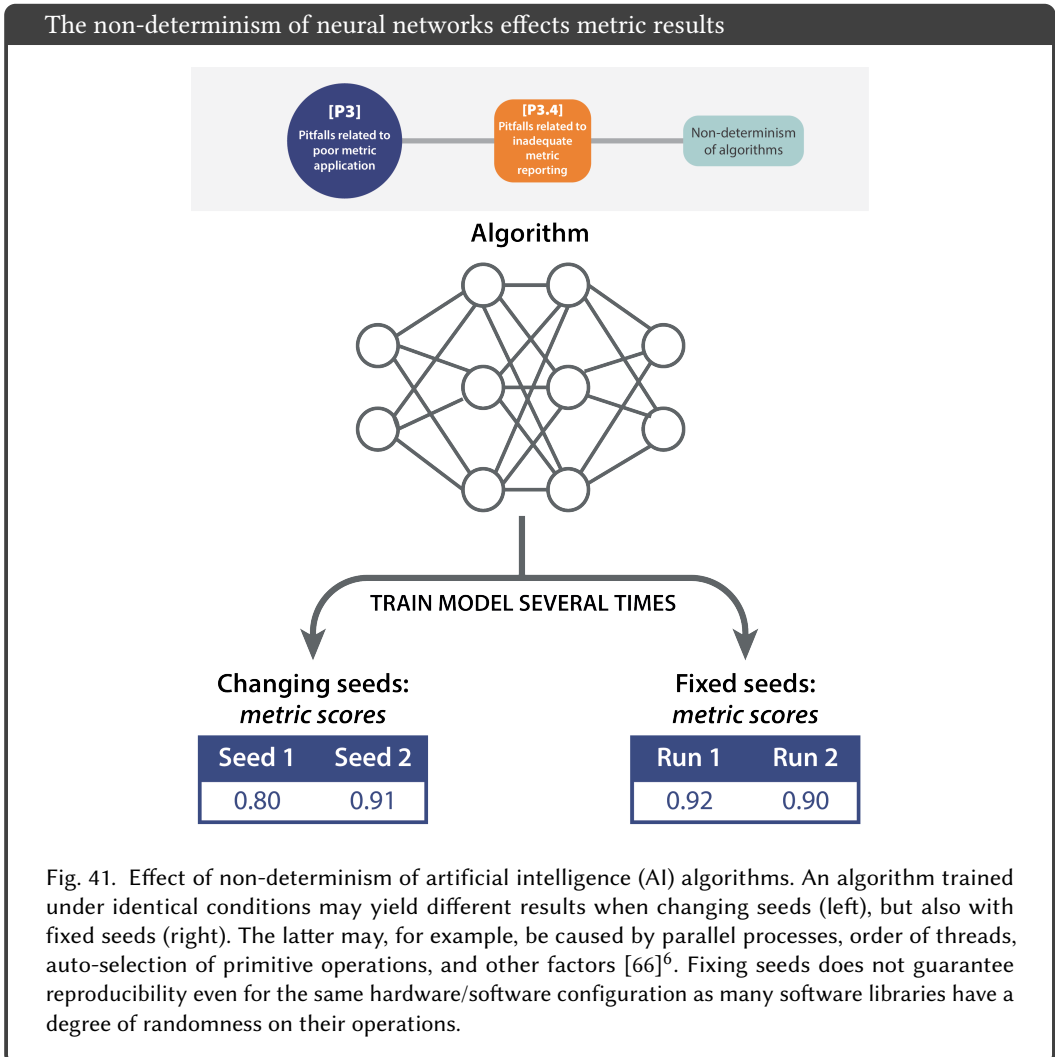 The non-determinism of neural networks effects metric results
[P3]
Pitfalls related to
poor metric
application
[P3.4]
Pitfalls related to
inadequate
metric
reporting
Non-determinism
of algorithms
Algorithm
TRAIN MODEL SEVERAL TIMES
Changing seeds:
metric scores
Seed 1 Seed 2
0.80 0.91
Fixed seeds:
metric scores
Run 1 Run 2
0.92 0.90
Fig. 41. Effect of non-determinism of artificial intelligence (AI) algorithms. An algorithm trained
under identical conditions may yield different results when changing seeds (left), but also with
fixed seeds (right). The latter may, for example, be caused by parallel processes, order of threads,
auto-selection of primitive operations, and other factors [66]⁶. Fixing seeds does not guarantee
reproducibility even for the same hardware/software configuration as many software libraries have a
degree of randomness on their operations.